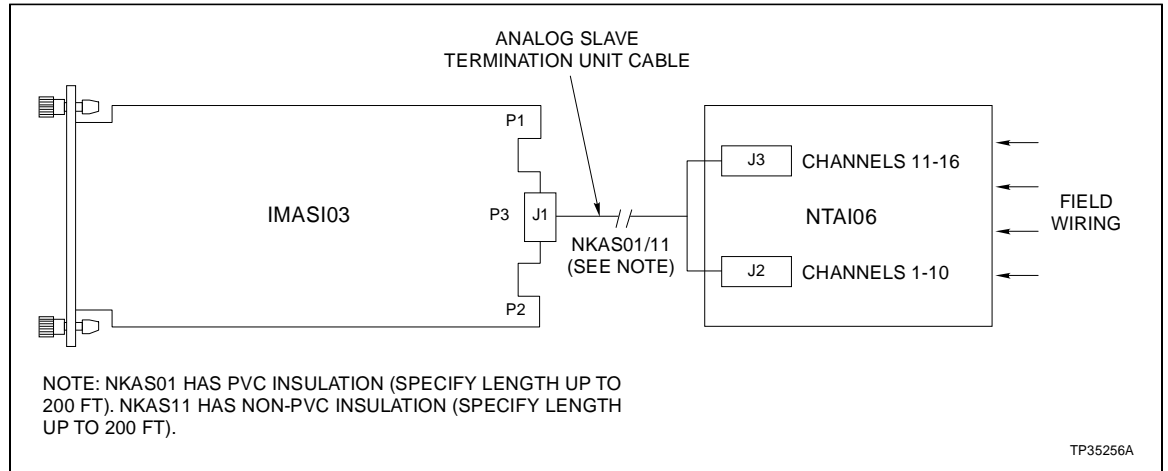 ANALOG SLAVE
TERMINATION UNIT CABLE
P1
J3
CHANNELS 11-16
IMASI03
P3
J1
NKAS01/11
(SEE NOTE)
NTAI06
FIELD
WIRING
J2
CHANNELS 1-10
P2
NOTE: NKAS01 HAS PVC INSULATION (SPECIFY LENGTH UP TO
200 FT). NKAS11 HAS NON-PVC INSULATION (SPECIFY LENGTH
UP TO 200 FT).
TP35256A